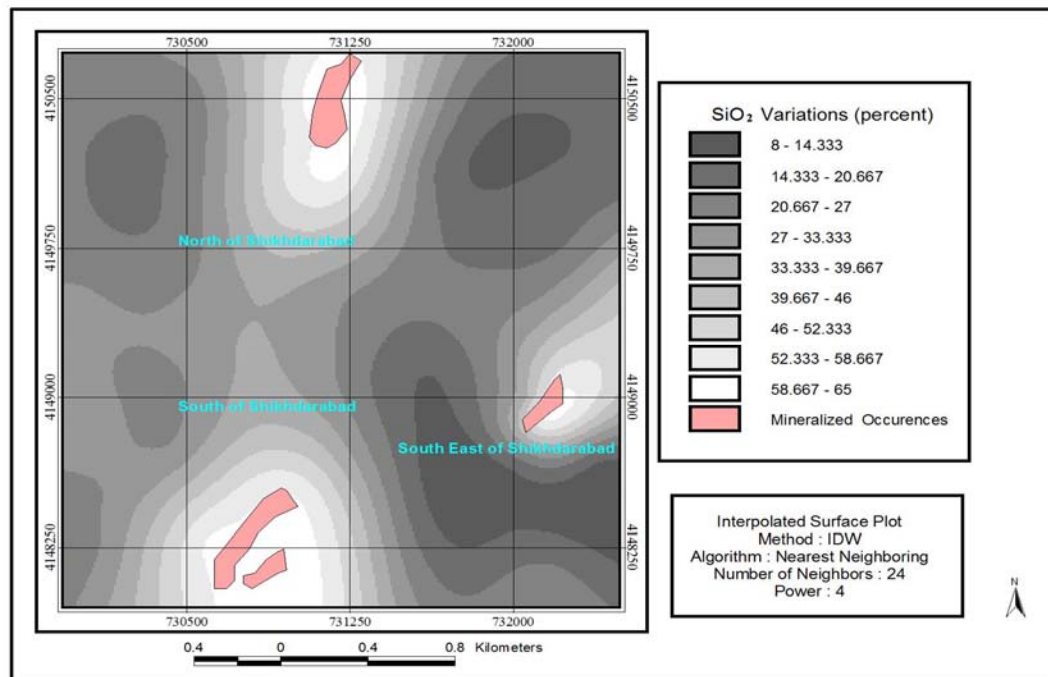 730500 731250 732000
4150500 4150500
North of Shikhdarabad
4149750 4149750
4149000 4149000
South of Shikhdarabad
South East of Shikhdarabad
4148250 4148250
730500 731250 732000
0.4 0 0.4 0.8 Kilometers
SiO₂ Variations (percent)
8 - 14.333
14.333 - 20.667
20.667 - 27
27 - 33.333
33.333 - 39.667
39.667 - 46
46 - 52.333
52.333 - 58.667
58.667 - 65
Mineralized Occurences
Interpolated Surface Plot
Method : IDW
Algorithm : Nearest Neighboring
Number of Neighbors : 24
Power : 4
N